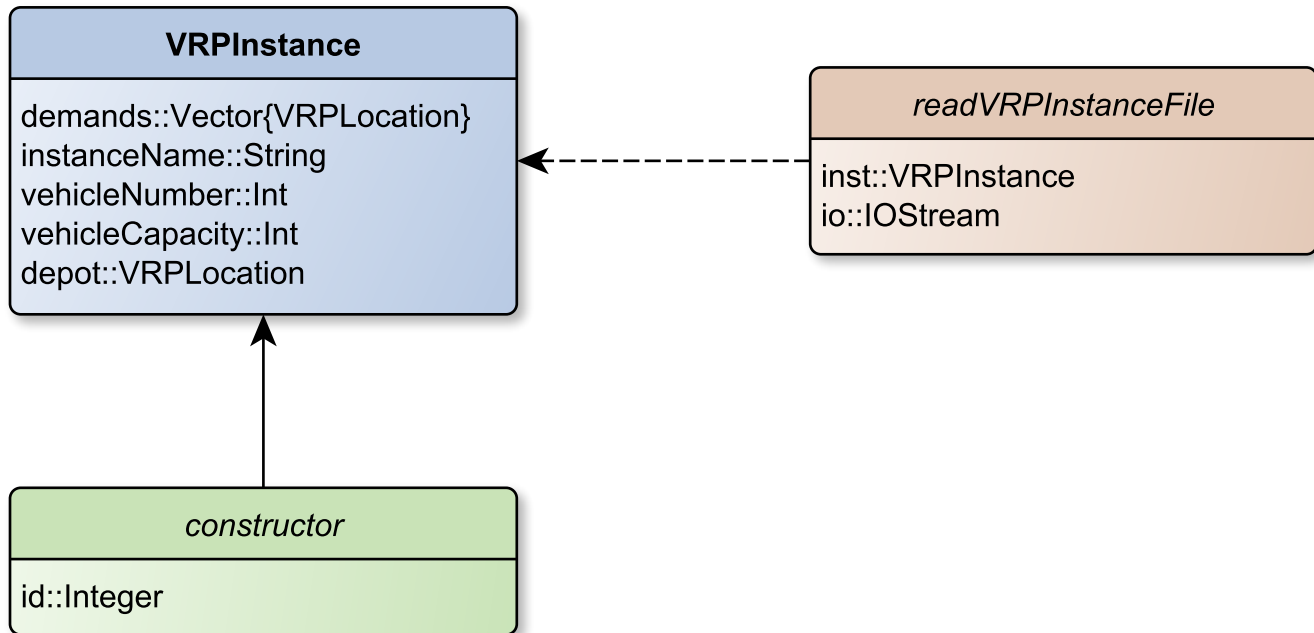 VRPInstance
demands::Vector{VRPLocation}
instanceName::String
vehicleNumber::Int
vehicleCapacity::Int
depot::VRPLocation
readVRPInstanceFile
inst::VRPInstance
io::IOStream
constructor
id::Integer